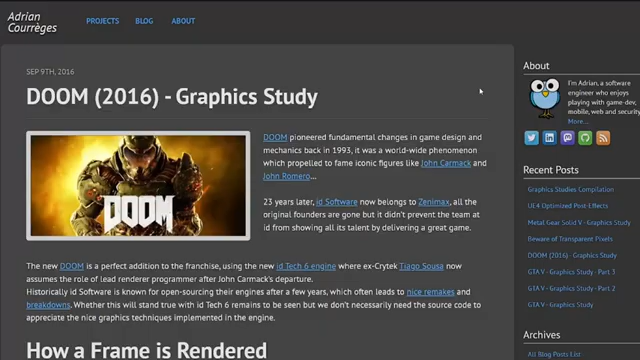 Adrian
Courrèges
PROJECTS BLOG ABOUT
SEP 9TH, 2016
DOOM (2016) - Graphics Study
DOOM pioneered fundamental changes in game design and
mechanics back in 1993, it was a world-wide phenomenon
which propelled to fame iconic figures like John Carmack and
John Romero...
23 years later, id Software now belongs to Zenimax, all the
original founders are gone but it didn't prevent the team at
id from showing all its talent by delivering a great game.
DOOM
The new DOOM is a perfect addition to the franchise, using the new id Tech 6 engine where ex-Crytek Tiago Sousa now
assumes the role of lead renderer programmer after John Carmack's departure.
Historically id Software is known for open-sourcing their engines after a few years, which often leads to nice remakes and
breakdowns. Whether this will stand true with id Tech 6 remains to be seen but we don't necessarily need the source code to
appreciate the nice graphics techniques implemented in the engine.
How a Frame is Rendered
About
I'm Adrian, a software
engineer who enjoys
playing with game-dev,
mobile, web and security.
More...
Recent Posts
Graphics Studies Compilation
UE4 Optimized Post Effects
Metal Gear Solid V - Graphics Study
Beware of Transparent Pixels
DOOM (2016) - Graphics Study
GTA V - Graphics Study - Part 3
GTA V - Graphics Study - Part 2
GTA V - Graphics Study
Archives
All Blog Posts List